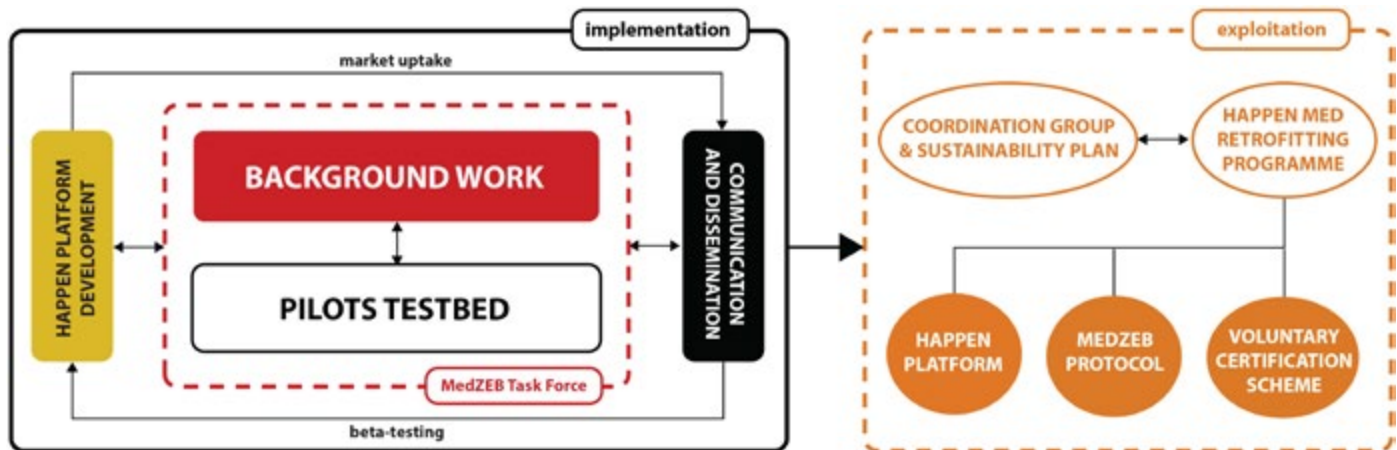 implementation
market uptake
HAPPEN PLATFORM
DEVELOPMENT
BACKGROUND WORK
PILOTS TESTBED
MedZEB Task Force
COMMUNICATION
AND DISSEMINATION
beta-testing
exploitation
COORDINATION GROUP
& SUSTAINABILITY PLAN
HAPPEN MED
RETROFITTING
PROGRAMME
HAPPEN
PLATFORM
MEDZEB
PROTOCOL
VOLUNTARY
CERTIFICATION
SCHEME